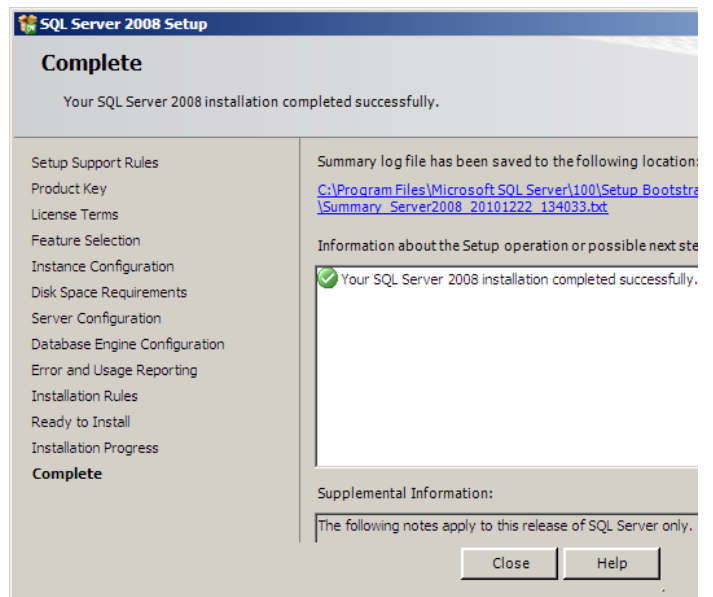 SQL Server 2008 Setup
Complete
Your SQL Server 2008 installation completed successfully.
Setup Support Rules
Product Key
License Terms
Feature Selection
Instance Configuration
Disk Space Requirements
Server Configuration
Database Engine Configuration
Error and Usage Reporting
Installation Rules
Ready to Install
Installation Progress
Complete
Summary log file has been saved to the following location:
C:\Program Files\Microsoft SQL Server\100\Setup Bootstra
\Summary_Server2008_20101222_134033.txt
Information about the Setup operation or possible next ste
Your SQL Server 2008 installation completed successfully.
Supplemental Information:
The following notes apply to this release of SQL Server only.
Close
Help